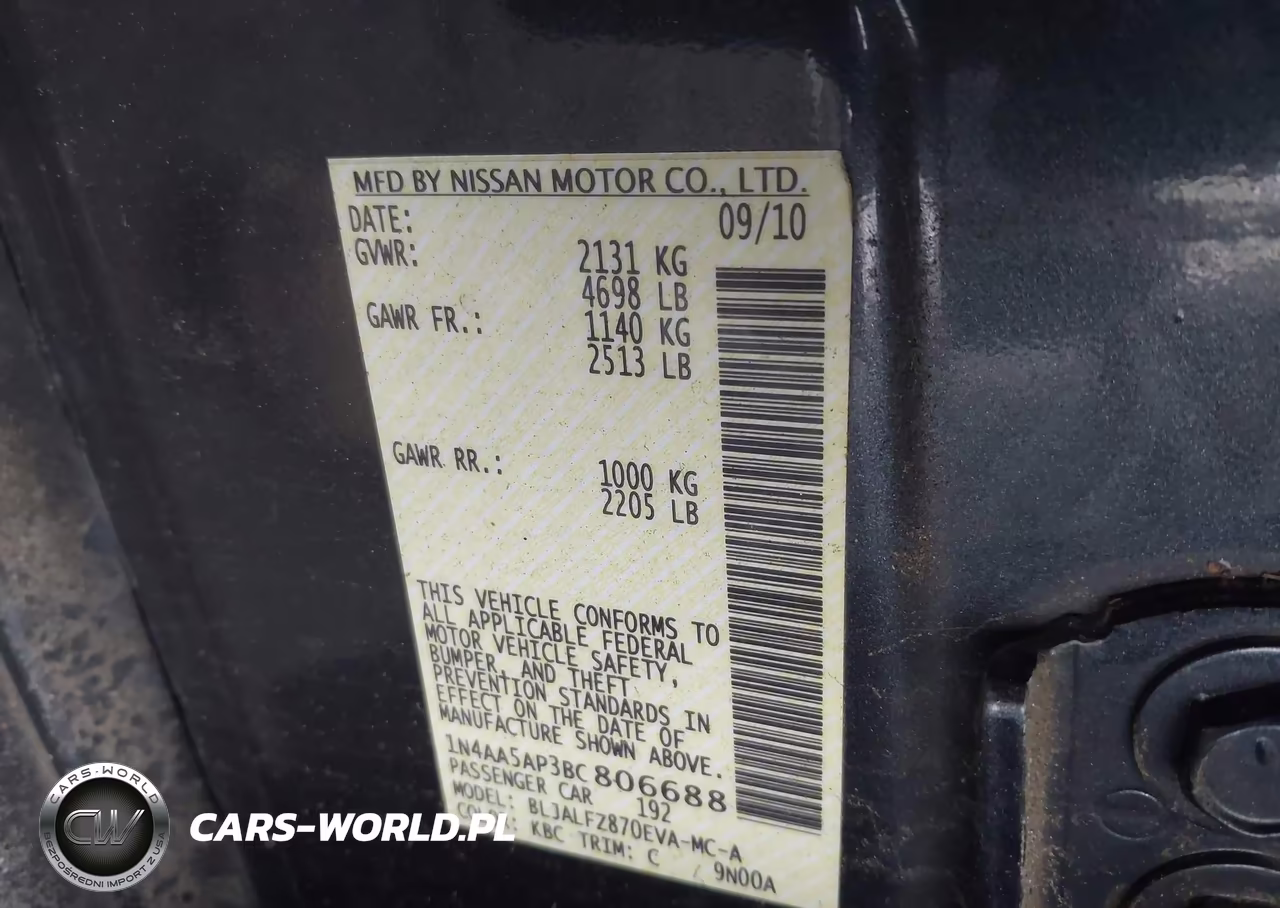 MFD BY NISSAN MOTOR CO., LTD.
DATE: 09/10
GVWR: 2131 KG
4698 LB
GAWR FR.: 1140 KG
2513 LB
GAWR RR.: 1000 KG
2205 LB
THIS VEHICLE CONFORMS TO
ALL APPLICABLE FEDERAL
MOTOR VEHICLE SAFETY,
BUMPER, AND THEFT
PREVENTION STANDARDS IN
EFFECT ON THE DATE OF
MANUFACTURE SHOWN ABOVE.
1N4AA5AP3BC806688
PASSENGER CAR 192
MODEL: BLJALFZ870EVA-MC-A
KBC TRIM: C / 9N00A
CARS-WORLD
CW
BEZPOŚREDNI IMPORT Z USA
CARS-WORLD.PL